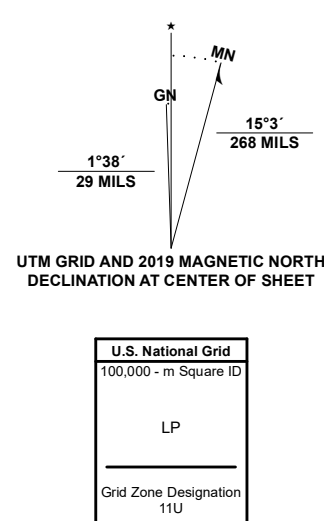 ★
MN
GN
15°3´
268 MILS
1°38´
29 MILS
UTM GRID AND 2019 MAGNETIC NORTH
DECLINATION AT CENTER OF SHEET
U.S. National Grid
100,000 - m Square ID
LP
Grid Zone Designation
11U